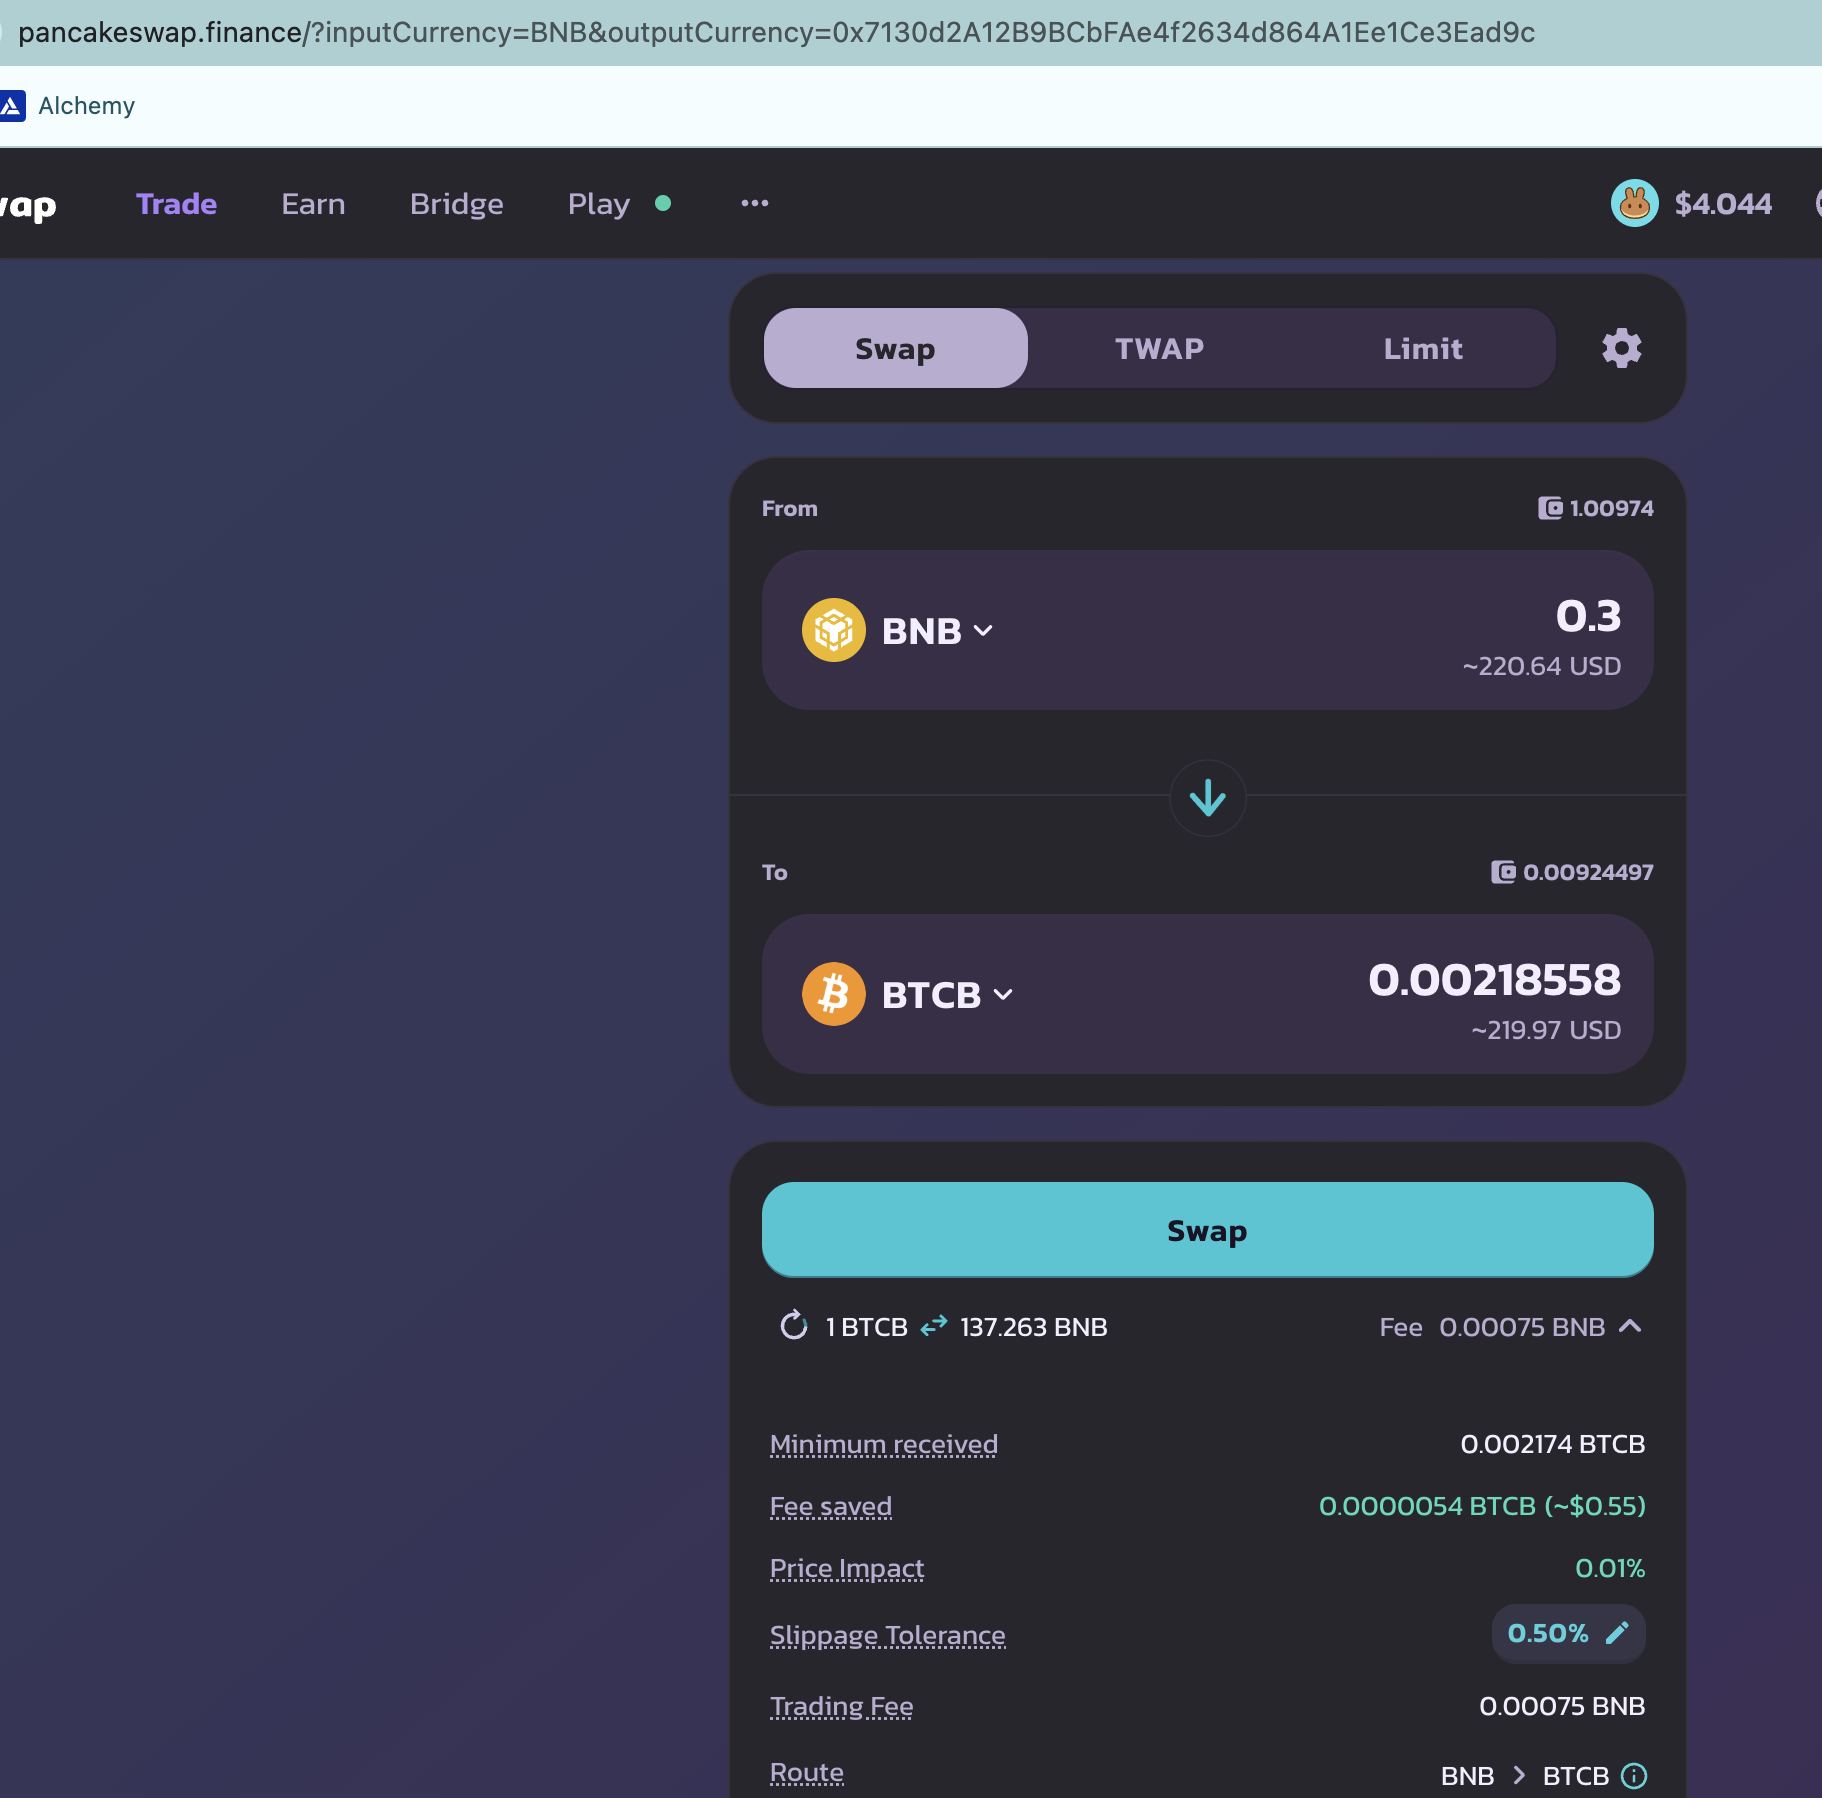 pancakeswap.finance/?inputCurrency=BNB&outputCurrency=0x7130d2A12B9BCbFAe4f2634d864A1Ee1Ce3Ead9c
Alchemy
wap Trade Earn Bridge Play ••• $4.044
Swap TWAP Limit
From 1.00974
BNB 0.3
~220.64 USD
To 0.00924497
BTCB 0.00218558
~219.97 USD
Swap
1 BTCB 137.263 BNB Fee 0.00075 BNB
Minimum received 0.002174 BTCB
Fee saved 0.0000054 BTCB (~$0.55)
Price Impact 0.01%
Slippage Tolerance 0.50%
Trading Fee 0.00075 BNB
Route BNB > BTCB